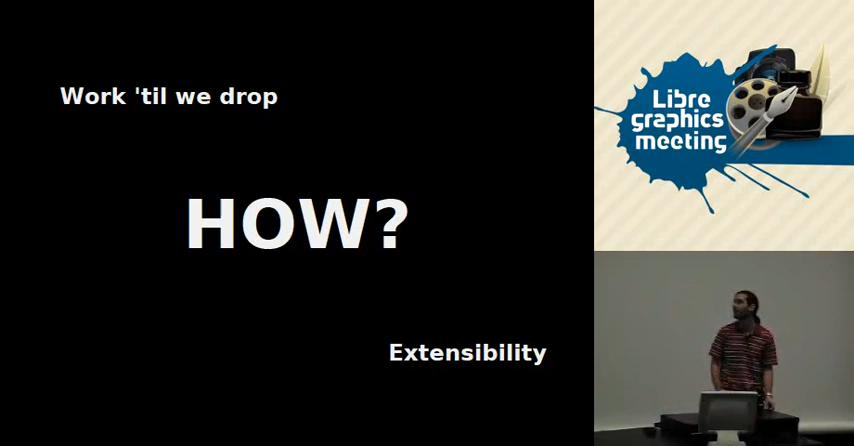 Work 'til we drop
HOW?
Extensibility
Libre
graphics
meeting